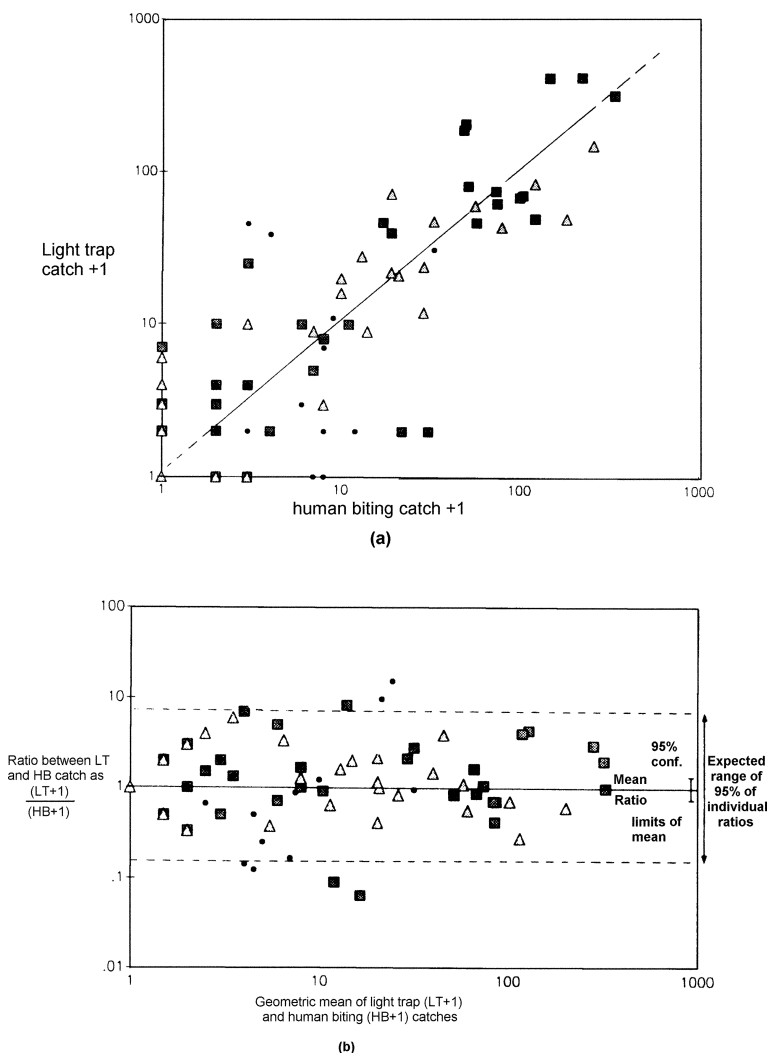 1000
100
Light trap
catch +1
10
1
1
10
100
1000
human biting catch +1
(a)
100
10
Ratio between LT
and HB catch as
(LT+1)
(HB+1)
1
.1
.01
95%
conf.
Mean
Ratio
limits of
mean
Expected
range of
95% of
individual
ratios
1
10
100
1000
Geometric mean of light trap (LT+1)
and human biting (HB+1) catches
(b)